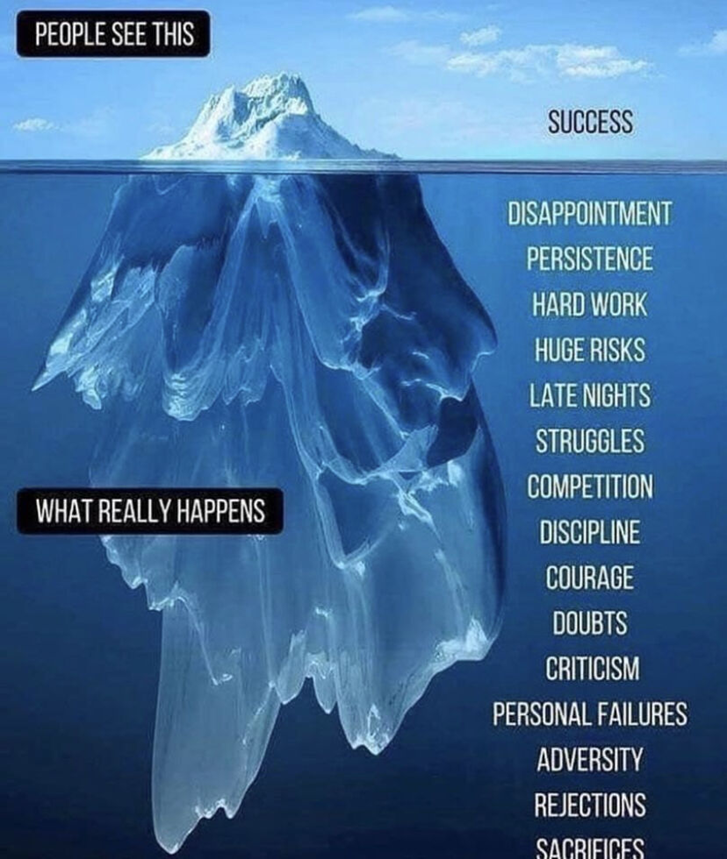 PEOPLE SEE THIS
SUCCESS
DISAPPOINTMENT
PERSISTENCE
HARD WORK
HUGE RISKS
LATE NIGHTS
STRUGGLES
COMPETITION
WHAT REALLY HAPPENS
DISCIPLINE
COURAGE
DOUBTS
CRITICISM
PERSONAL FAILURES
ADVERSITY
REJECTIONS
SACRIFICES